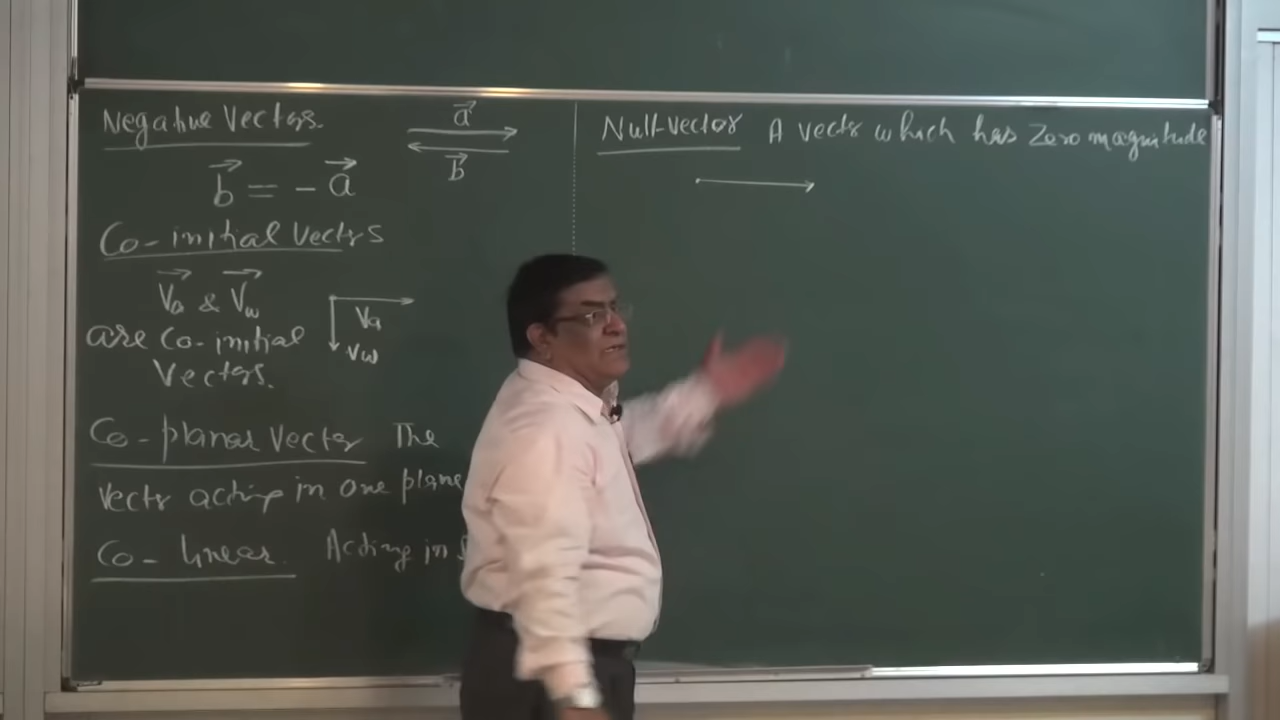 Negative Vectors.
a
b
b = - a
Co-initial Vectors
Va & Vw
are Co-initial
Vectors.
Va
Vw
Co-planar Vector The
Vectr acting in one plane
Co-linear. Acting in
Null-vector A vectr which has Zero magnitude